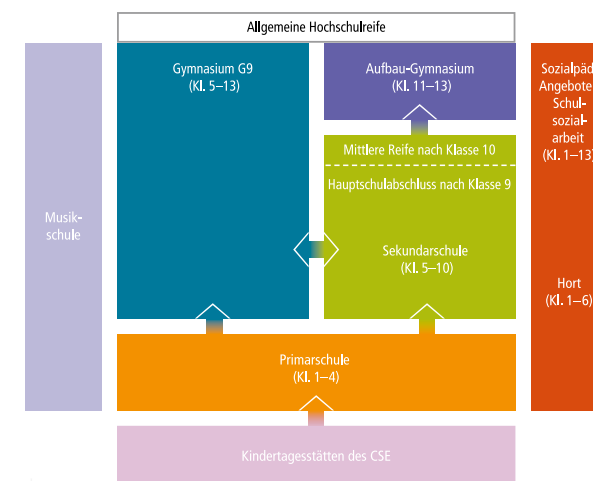 Allgemeine Hochschulreife
Gymnasium G9
(Kl. 5–13)
Aufbau-Gymnasium
(Kl. 11–13)
Mittlere Reife nach Klasse 10
Hauptschulabschluss nach Klasse 9
Sekundarschule
(Kl. 5–10)
Musik-
schule
Sozialpäd
Angebote
Schul-
sozial-
arbeit
(Kl. 1–13)
Hort
(Kl. 1–6)
Primarschule
(Kl. 1–4)
Kindertagesstätten des CSE